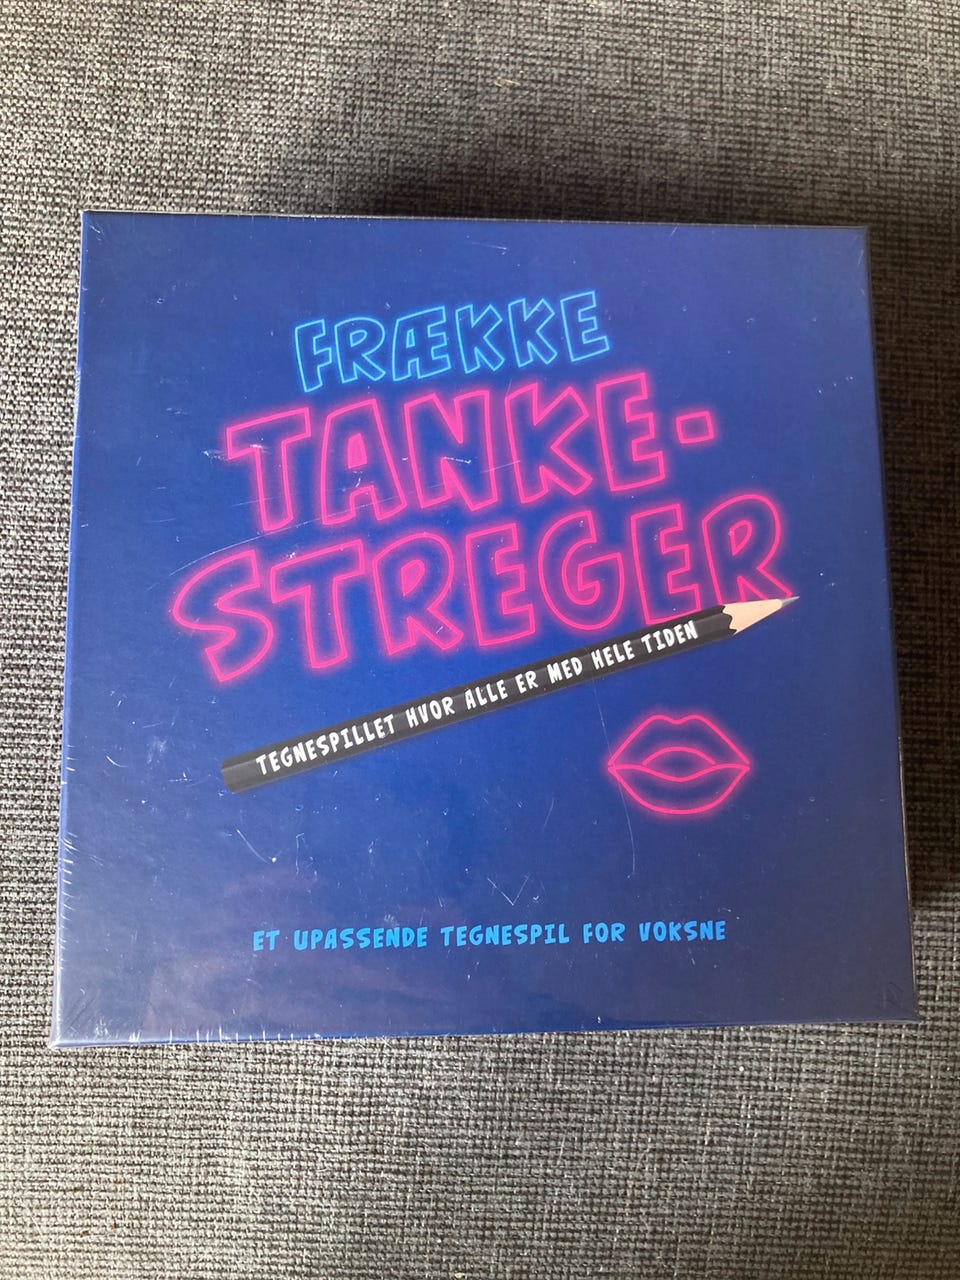 FRÆKKE
TANKE-
STREGER
TEGNESPILLET HVOR ALLE ER MED HELE TIDEN
ET UPASSENDE TEGNESPIL FOR VOKSNE